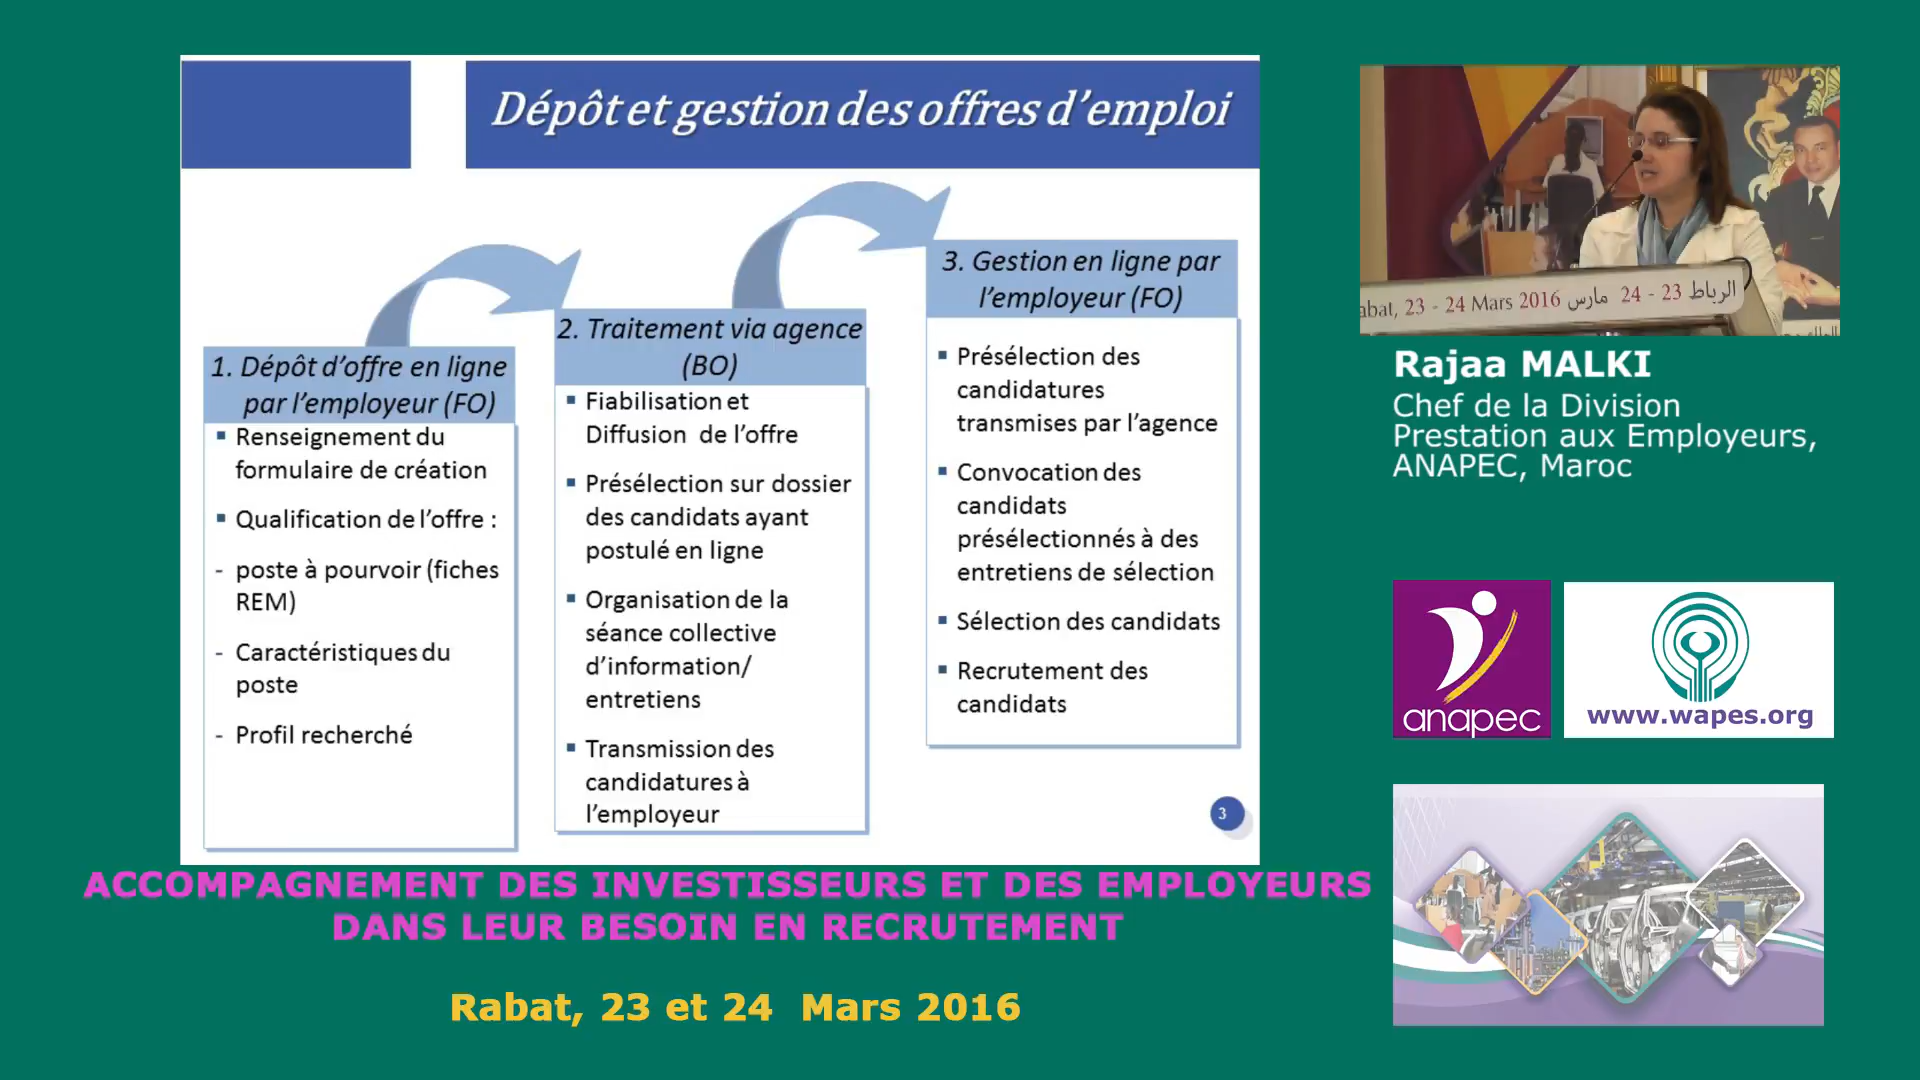 Dépôt et gestion des offres d’emploi
1. Dépôt d’offre en ligne
par l’employeur (FO)
▪ Renseignement du
formulaire de création
▪ Qualification de l’offre :
- poste à pourvoir (fiches
REM)
- Caractéristiques du
poste
- Profil recherché
2. Traitement via agence
(BO)
▪ Fiabilisation et
Diffusion de l’offre
▪ Présélection sur dossier
des candidats ayant
postulé en ligne
▪ Organisation de la
séance collective
d’information/
entretiens
▪ Transmission des
candidatures à
l’employeur
3. Gestion en ligne par
l’employeur (FO)
▪ Présélection des
candidatures
transmises par l’agence
▪ Convocation des
candidats
présélectionnés à des
entretiens de sélection
▪ Sélection des candidats
▪ Recrutement des
candidats
3
abat, 23 - 24 Mars 2016 الرباط 23 - 24 مارس
Rajaa MALKI
Chef de la Division
Prestation aux Employeurs,
ANAPEC, Maroc
anapec
www.wapes.org
ACCOMPAGNEMENT DES INVESTISSEURS ET DES EMPLOYEURS
DANS LEUR BESOIN EN RECRUTEMENT
Rabat, 23 et 24 Mars 2016